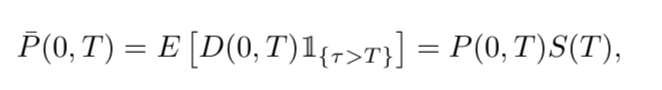 P̄(0, T) = E [D(0, T)𝟙_{τ>T}] = P(0, T)S(T),